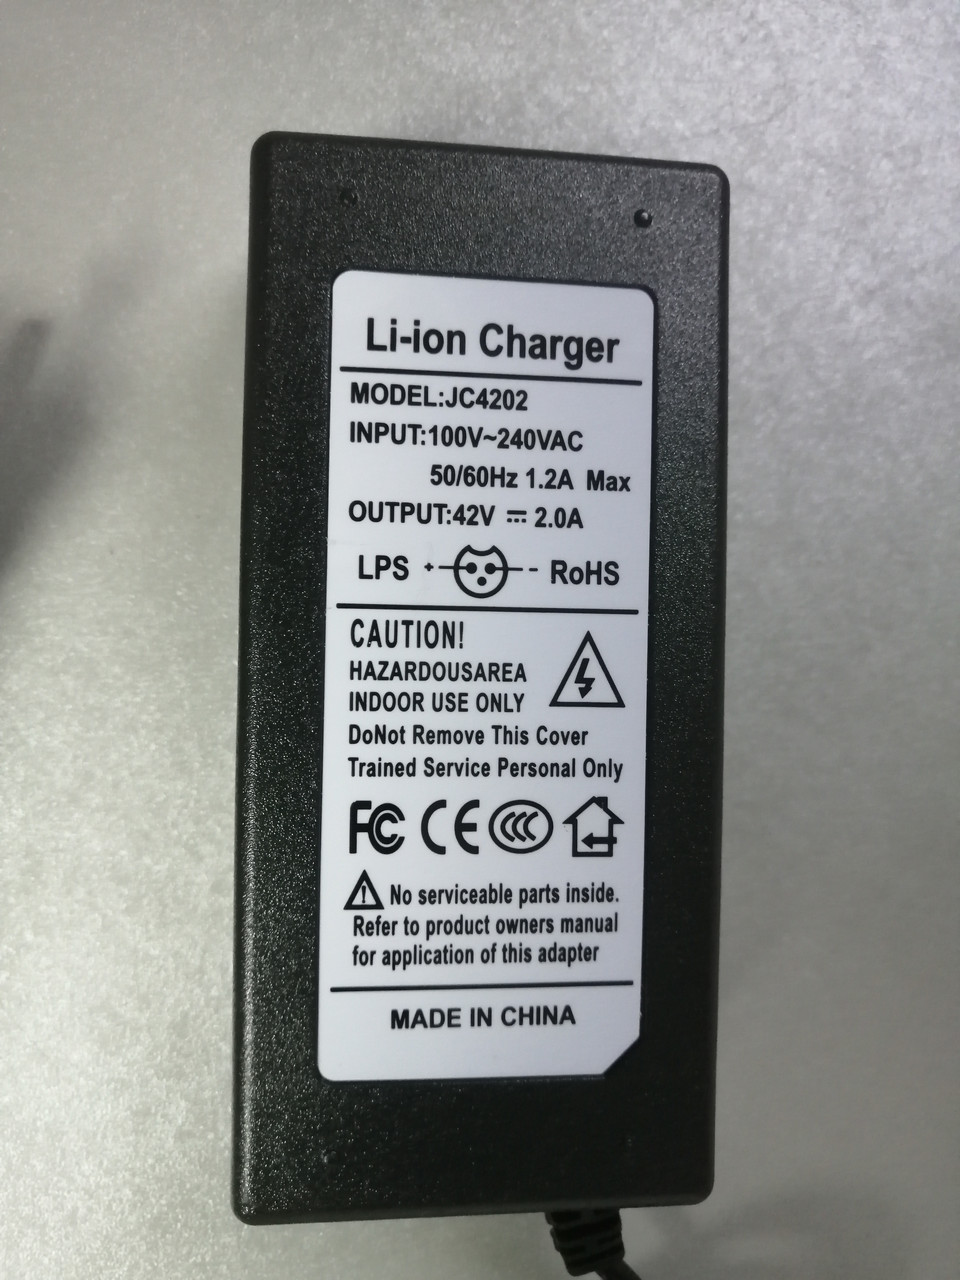 Li-ion Charger
MODEL:JC4202
INPUT:100V~240VAC
50/60Hz 1.2A Max
OUTPUT:42V ⎓ 2.0A
LPS + - RoHS
CAUTION!
HAZARDOUSAREA
INDOOR USE ONLY
DoNot Remove This Cover
Trained Service Personal Only
FC CE CCC
No serviceable parts inside.
Refer to product owners manual
for application of this adapter
MADE IN CHINA